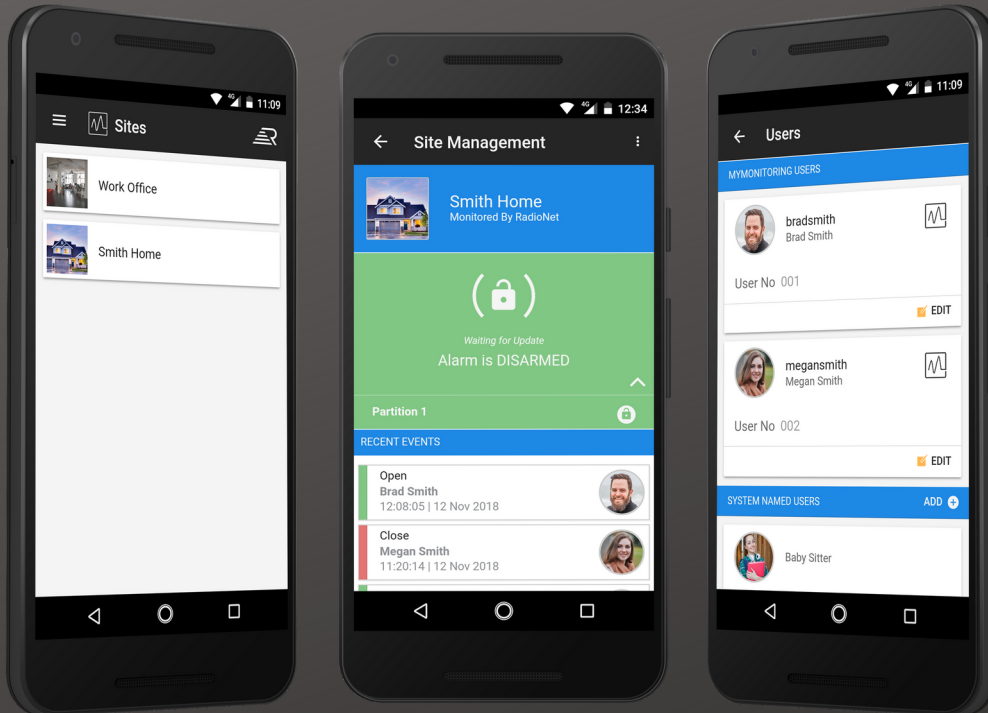 4G 11:09
Sites
Work Office
Smith Home
4G 12:34
Site Management
Smith Home
Monitored By RadioNet
Waiting for Update
Alarm is DISARMED
Partition 1
RECENT EVENTS
Open
Brad Smith
12:08:05 | 12 Nov 2018
Close
Megan Smith
11:20:14 | 12 Nov 2018
4G 11:09
Users
MYMONITORING USERS
bradsmith
Brad Smith
User No 001
EDIT
megansmith
Megan Smith
User No 002
EDIT
SYSTEM NAMED USERS ADD
Baby Sitter